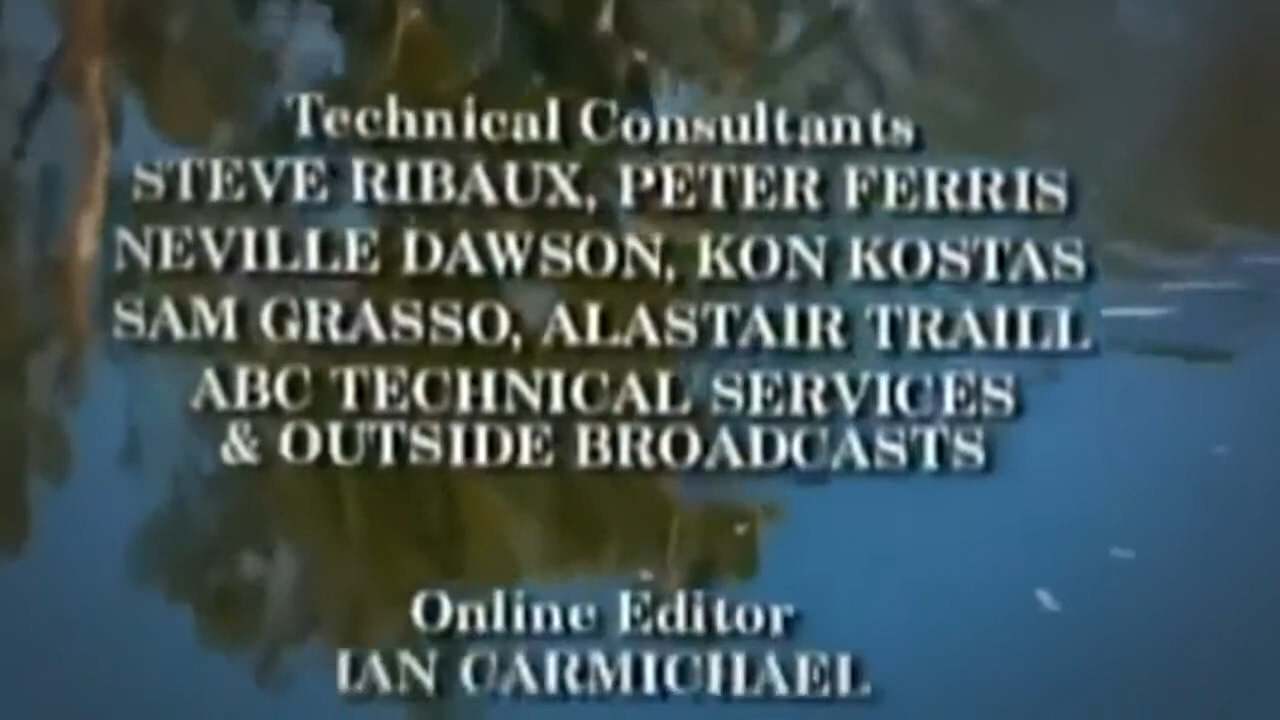 Technical Consultants
STEVE RIBAUX, PETER FERRIS
NEVILLE DAWSON, KON KOSTAS
SAM GRASSO, ALASTAIR TRAILL
ABC TECHNICAL SERVICES
& OUTSIDE BROADCASTS
Online Editor
IAN CARMICHAEL